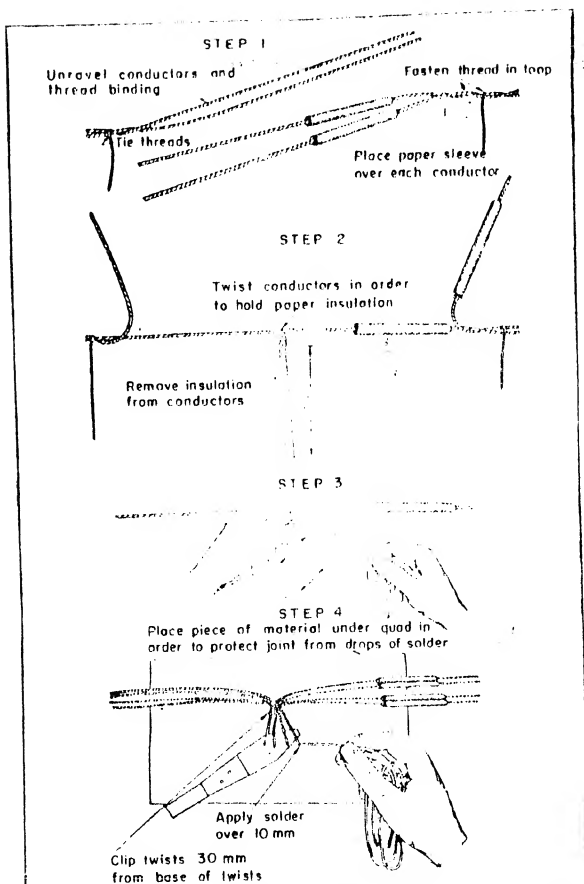 STEP 1
Unravel conductors and
thread binding
Fasten thread in loop
Tie threads
Place paper sleeve
over each conductor
STEP 2
Twist conductors in order
to hold paper insulation
Remove insulation
from conductors
STEP 3
STEP 4
Place piece of material under quad in
order to protect joint from drops of solder
Apply solder
over 10 mm
Clip twists 30 mm
from base of twists